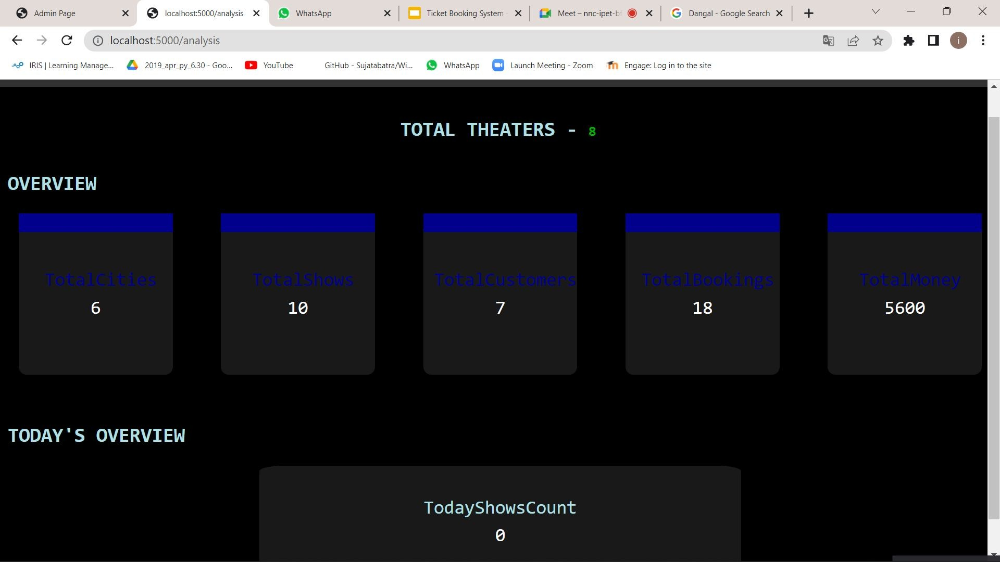 Admin Page
localhost:5000/analysis
WhatsApp
Ticket Booking System -
Meet – nnc-ipet-bf
Dangal - Google Search
localhost:5000/analysis
i
IRIS | Learning Manage...
2019_apr_py_6.30 - Goo...
YouTube
GitHub - Sujatabatra/Wi...
WhatsApp
Launch Meeting - Zoom
Engage: Log in to the site
TOTAL THEATERS - 8
OVERVIEW
TotalCities
6
TotalShows
10
TotalCustomers
7
TotalBookings
18
TotalMoney
5600
TODAY'S OVERVIEW
TodayShowsCount
0